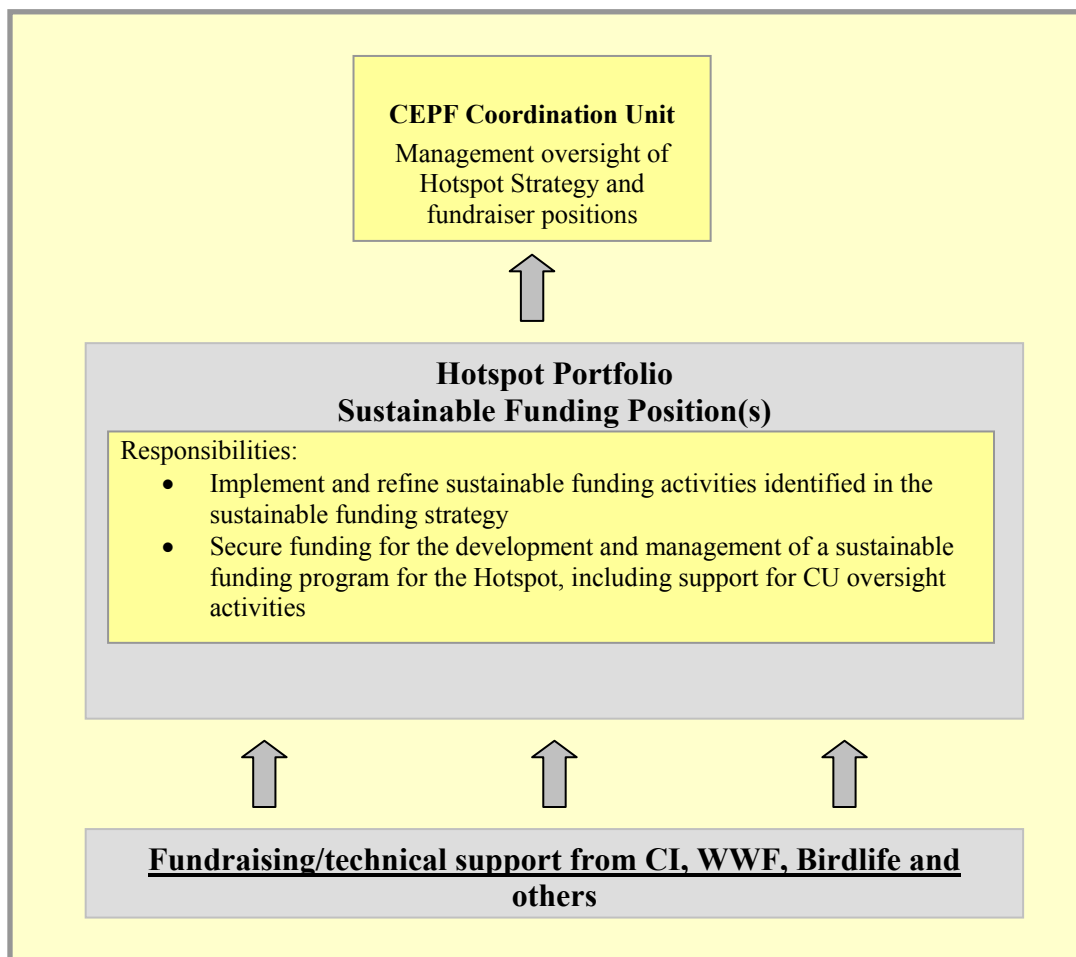 CEPF Coordination Unit
Management oversight of
Hotspot Strategy and
fundraiser positions
Hotspot Portfolio
Sustainable Funding Position(s)
Responsibilities:
• Implement and refine sustainable funding activities identified in the
sustainable funding strategy
• Secure funding for the development and management of a sustainable
funding program for the Hotspot, including support for CU oversight
activities
Fundraising/technical support from CI, WWF, Birdlife and
others